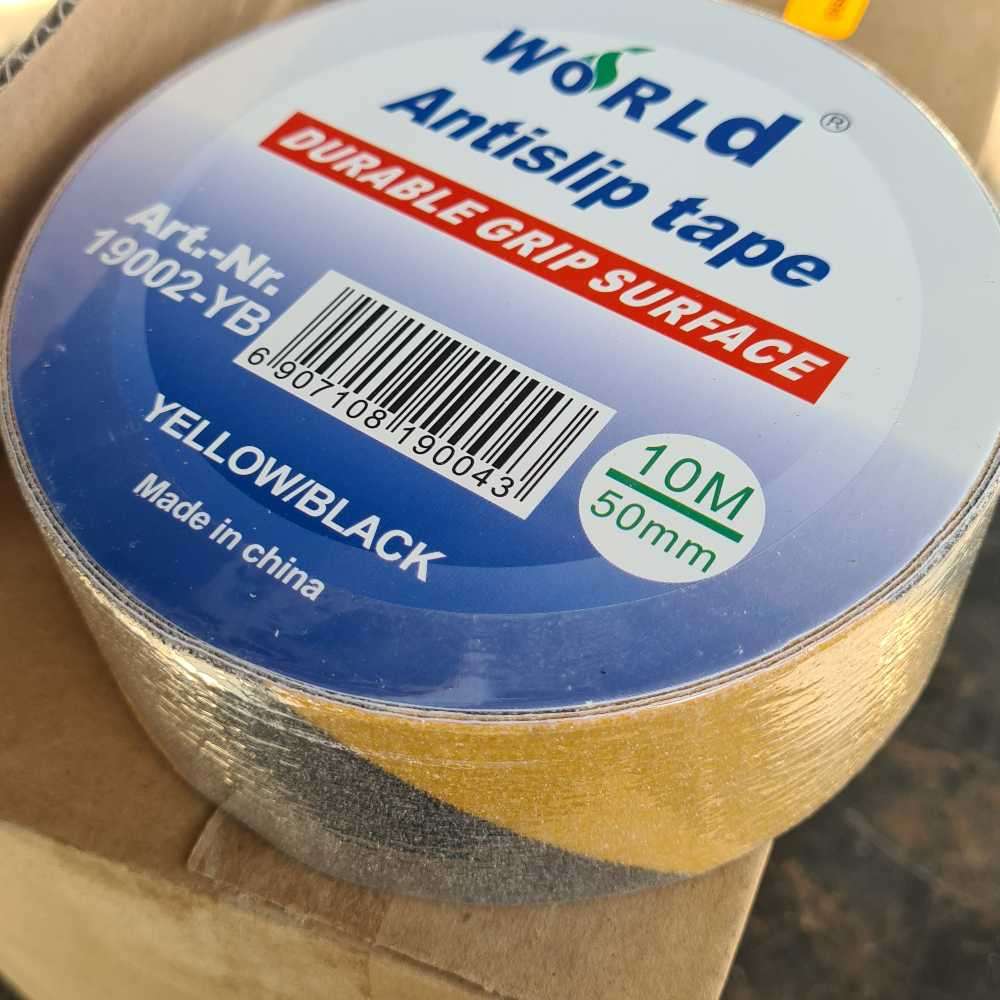 WORLd ®
Antislip tape
DURABLE GRIP SURFACE
Art.-Nr.
19002-YB
6 907108 190043
10M
50mm
YELLOW/BLACK
Made in china